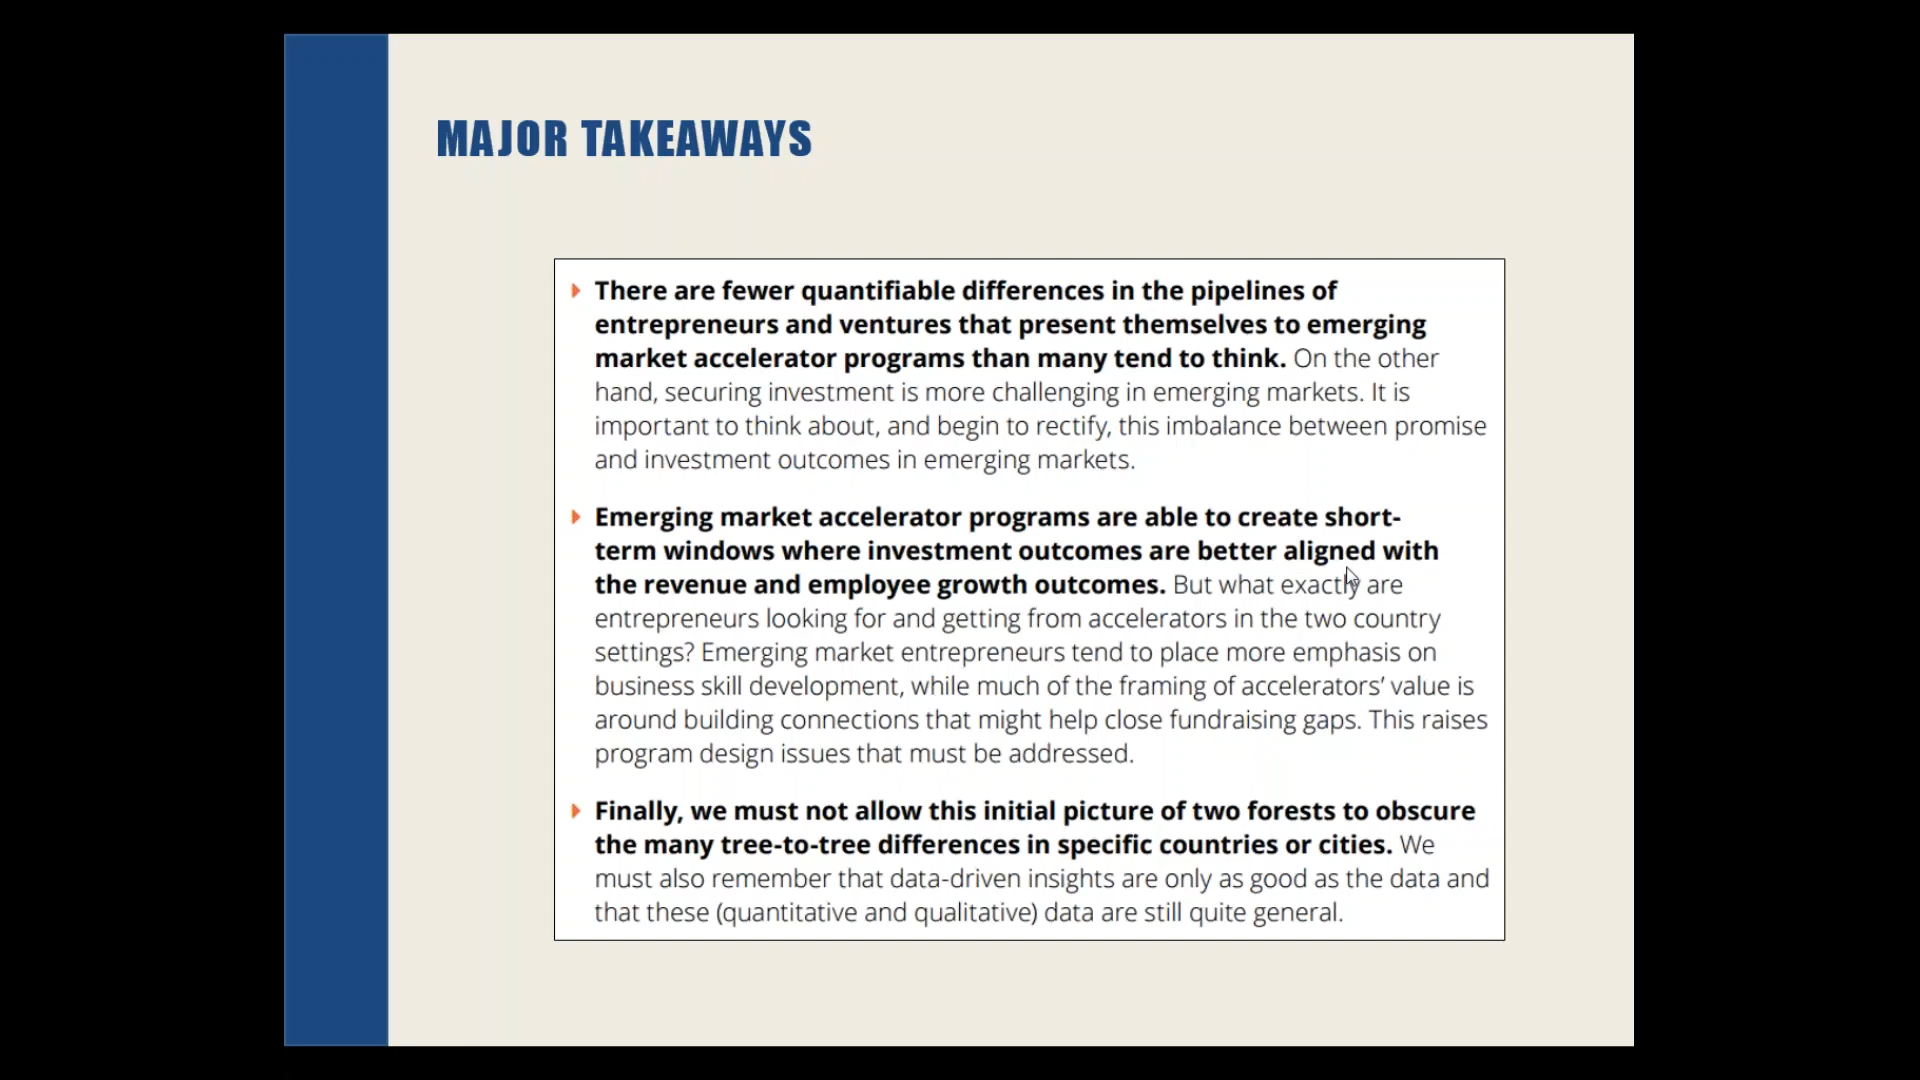 MAJOR TAKEAWAYS
There are fewer quantifiable differences in the pipelines of
entrepreneurs and ventures that present themselves to emerging
market accelerator programs than many tend to think. On the other
hand, securing investment is more challenging in emerging markets. It is
important to think about, and begin to rectify, this imbalance between promise
and investment outcomes in emerging markets.
Emerging market accelerator programs are able to create short-
term windows where investment outcomes are better aligned with
the revenue and employee growth outcomes. But what exactly are
entrepreneurs looking for and getting from accelerators in the two country
settings? Emerging market entrepreneurs tend to place more emphasis on
business skill development, while much of the framing of accelerators’ value is
around building connections that might help close fundraising gaps. This raises
program design issues that must be addressed.
Finally, we must not allow this initial picture of two forests to obscure
the many tree-to-tree differences in specific countries or cities. We
must also remember that data-driven insights are only as good as the data and
that these (quantitative and qualitative) data are still quite general.